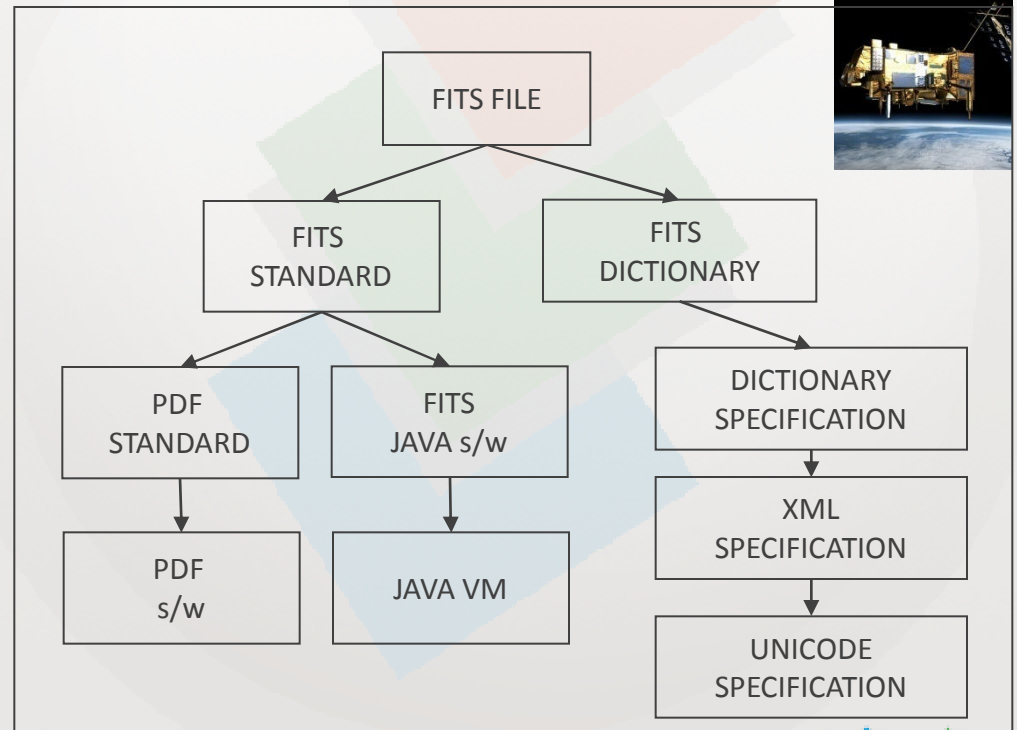 FITS FILE
FITS
STANDARD
FITS
DICTIONARY
PDF
STANDARD
FITS
JAVA s/w
DICTIONARY
SPECIFICATION
XML
SPECIFICATION
PDF
s/w
JAVA VM
UNICODE
SPECIFICATION